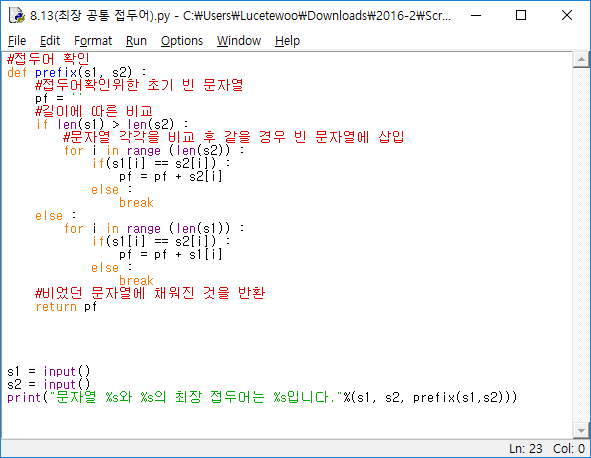 8.13(최장 공통 접두어).py - C:₩Users₩Lucetewoo₩Downloads₩2016-2₩Scr...
File Edit Format Run Options Window Help
#접두어 확인
def prefix(s1, s2) :
    #접두어확인위한 초기 빈 문자열
    pf = ''
    #길이에 따른 비교
    if len(s1) > len(s2) :
        #문자열 각각을 비교 후 같을 경우 빈 문자열에 삽입
        for i in range (len(s2)) :
            if(s1[i] == s2[i]) :
                pf = pf + s2[i]
            else :
                break
    else :
        for i in range (len(s1)) :
            if(s1[i] == s2[i]) :
                pf = pf + s1[i]
            else :
                break
    #비었던 문자열에 채워진 것을 반환
    return pf
s1 = input()
s2 = input()
print("문자열 %s와 %s의 최장 접두어는 %s입니다."%(s1, s2, prefix(s1,s2)))
Ln: 23 Col: 0